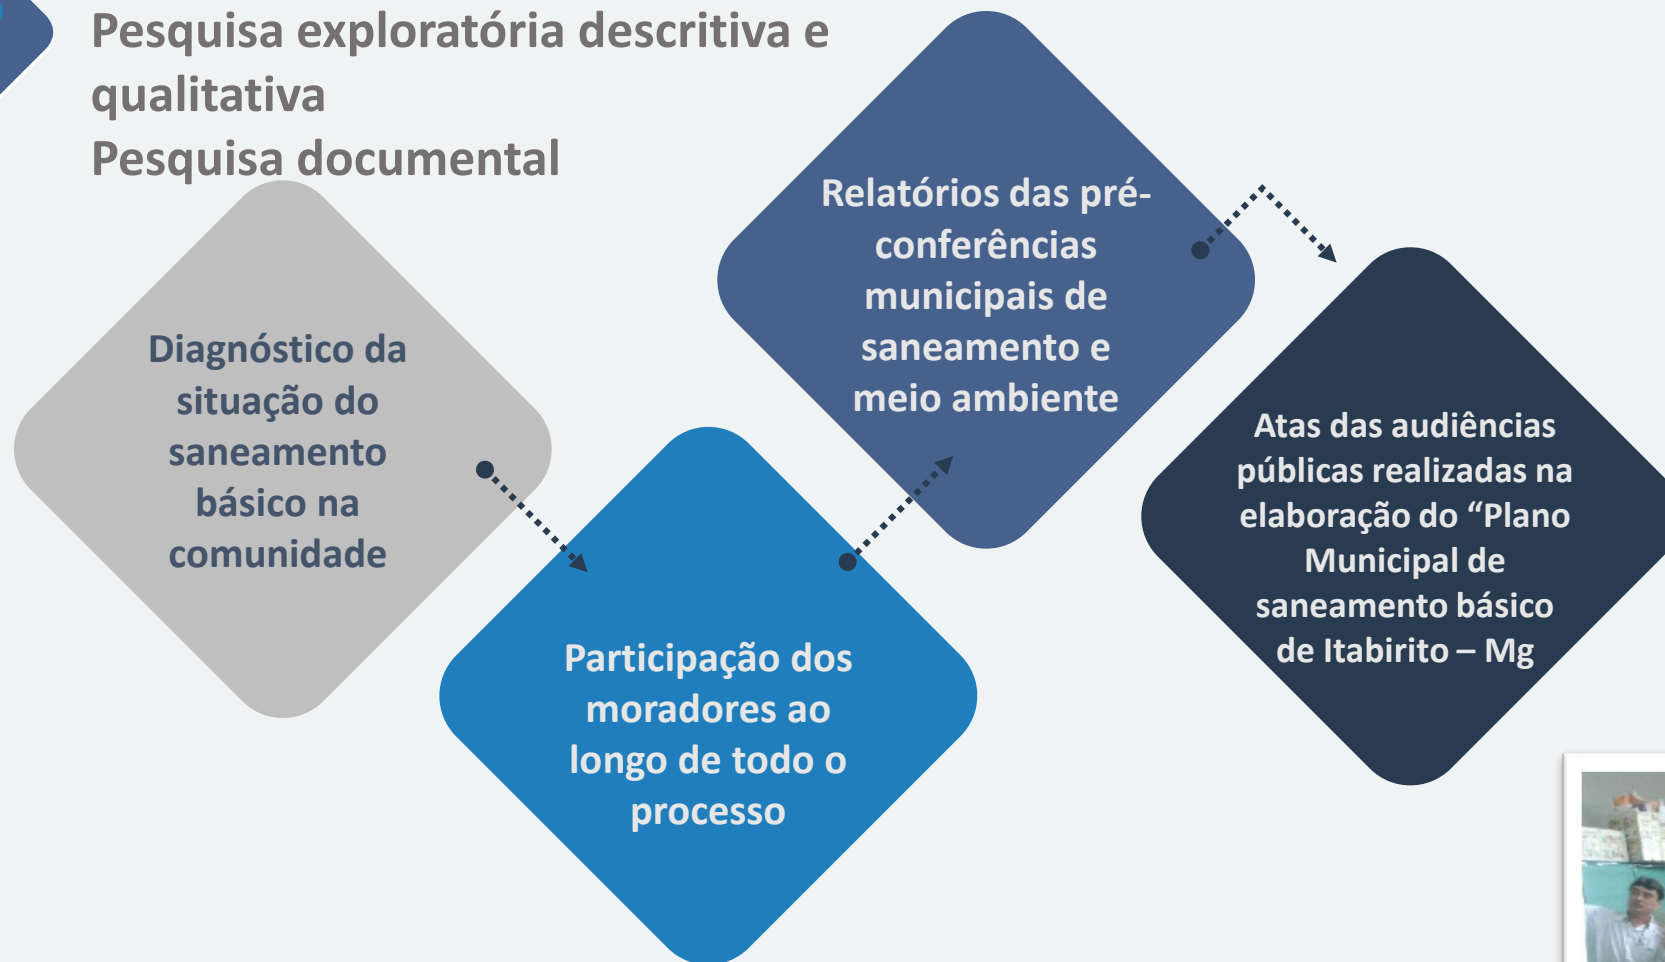 Pesquisa exploratória descritiva e
qualitativa
Pesquisa documental
Diagnóstico da
situação do
saneamento
básico na
comunidade
Participação dos
moradores ao
longo de todo o
processo
Relatórios das pré-
conferências
municipais de
saneamento e
meio ambiente
Atas das audiências
públicas realizadas na
elaboração do “Plano
Municipal de
saneamento básico
de Itabirito – Mg